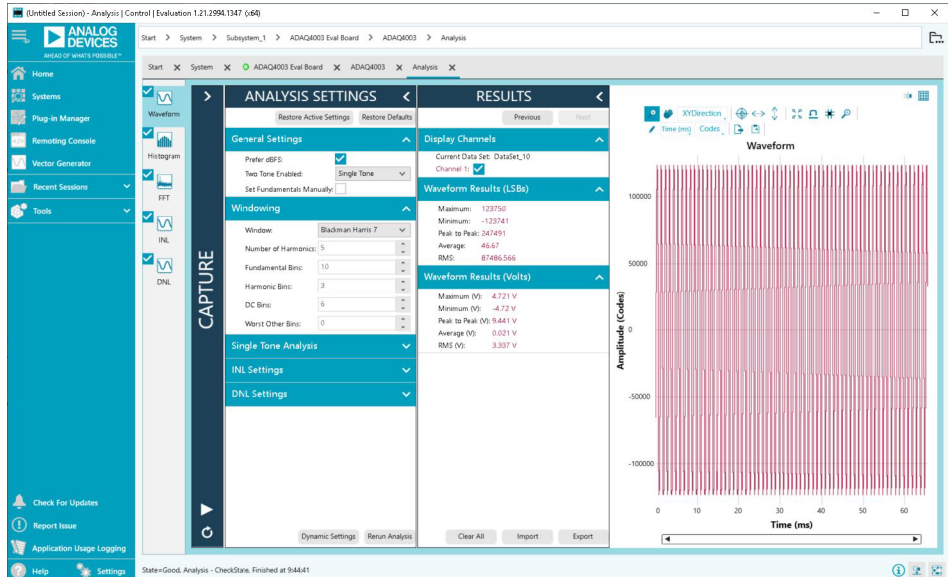 (Untitled Session) - Analysis | Control | Evaluation 1.21.2994.1347 (x64)
ANALOG
DEVICES
AHEAD OF WHAT'S POSSIBLE™
Start > System > Subsystem_1 > ADAQ4003 Eval Board > ADAQ4003 > Analysis
Start System ADAQ4003 Eval Board ADAQ4003 Analysis
Home
Systems
Plug-in Manager
Remoting Console
Vector Generator
Recent Sessions
Tools
Check For Updates
Report Issue
Application Usage Logging
Help Settings
Waveform
Histogram
FFT
INL
DNL
CAPTURE
ANALYSIS SETTINGS
Restore Active Settings Restore Defaults
General Settings
Prefer dBFS:
Two Tone Enabled: Single Tone
Set Fundamentals Manually:
Windowing
Window: Blackman Harris 7
Number of Harmonics: 5
Fundamental Bins: 10
Harmonic Bins: 3
DC Bins: 6
Worst Other Bins: 0
Single Tone Analysis
INL Settings
DNL Settings
Dynamic Settings Rerun Analysis
RESULTS
Previous Next
Display Channels
Current Data Set: DataSet_10
Channel 1:
Waveform Results (LSBs)
Maximum: 123750
Minimum: -123741
Peak to Peak: 247491
Average: 46.67
RMS: 87486.566
Waveform Results (Volts)
Maximum (V): 4.721 V
Minimum (V): -4.72 V
Peak to Peak (V): 9.441 V
Average (V): 0.021 V
RMS (V): 3.337 V
Clear All Import Export
XYDirection
Time (ms) Codes
Waveform
100000
50000
0
-50000
-100000
Amplitude (Codes)
0 10 20 30 40 50 60
Time (ms)
State=Good, Analysis - CheckState, Finished at 9:44:41